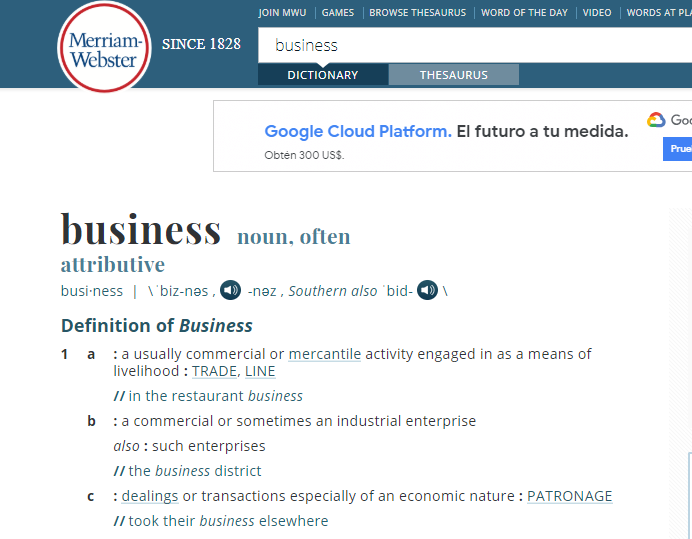 JOIN MWU | GAMES | BROWSE THESAURUS | WORD OF THE DAY | VIDEO | WORDS AT
Merriam-
Webster
SINCE 1828
business
DICTIONARY THESAURUS
Google Cloud Platform. El futuro a tu medida.
Obtén 300 US$.
business noun, often
attributive
busi·​ness | \ ˈbiz-nəs , -nəz , Southern also ˈbid- \
Definition of Business
1 a : a usually commercial or mercantile activity engaged in as a means of
livelihood : TRADE, LINE
// in the restaurant business
b : a commercial or sometimes an industrial enterprise
also : such enterprises
// the business district
c : dealings or transactions especially of an economic nature : PATRONAGE
// took their business elsewhere